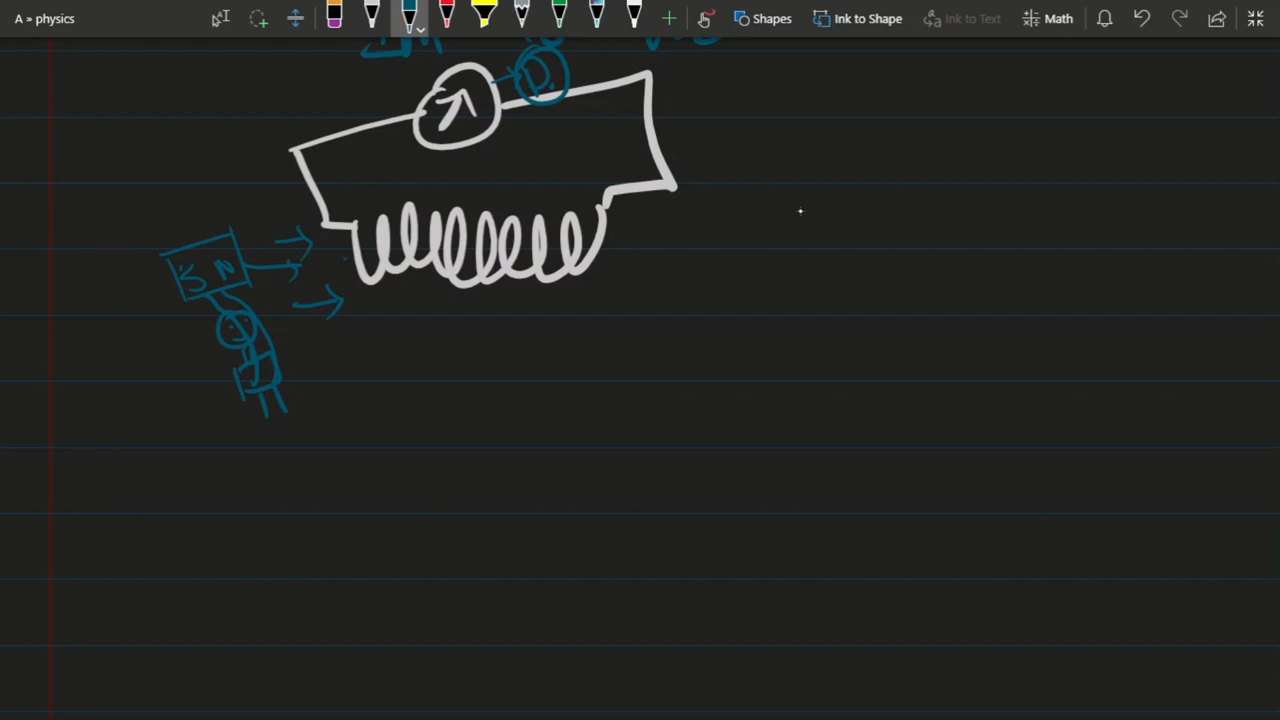 A » physics
Shapes
Ink to Shape
Ink to Text
Math
D.
S N